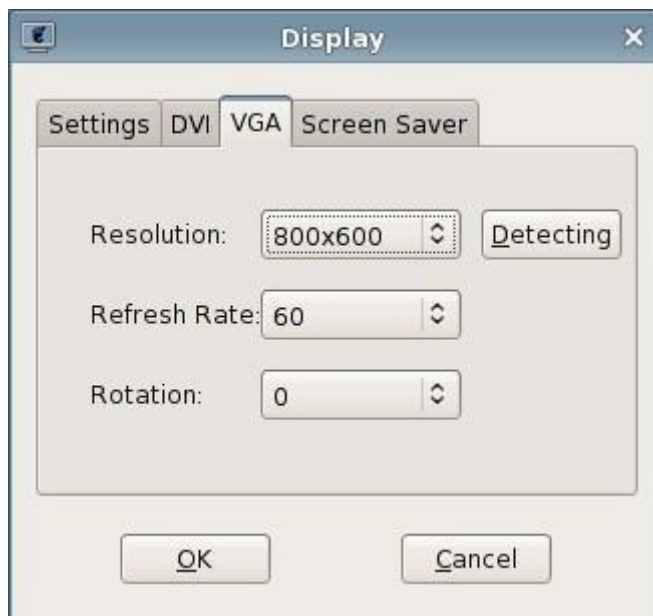 Display
Settings DVI VGA Screen Saver
Resolution: 800x600 Detecting
Refresh Rate: 60
Rotation: 0
OK Cancel